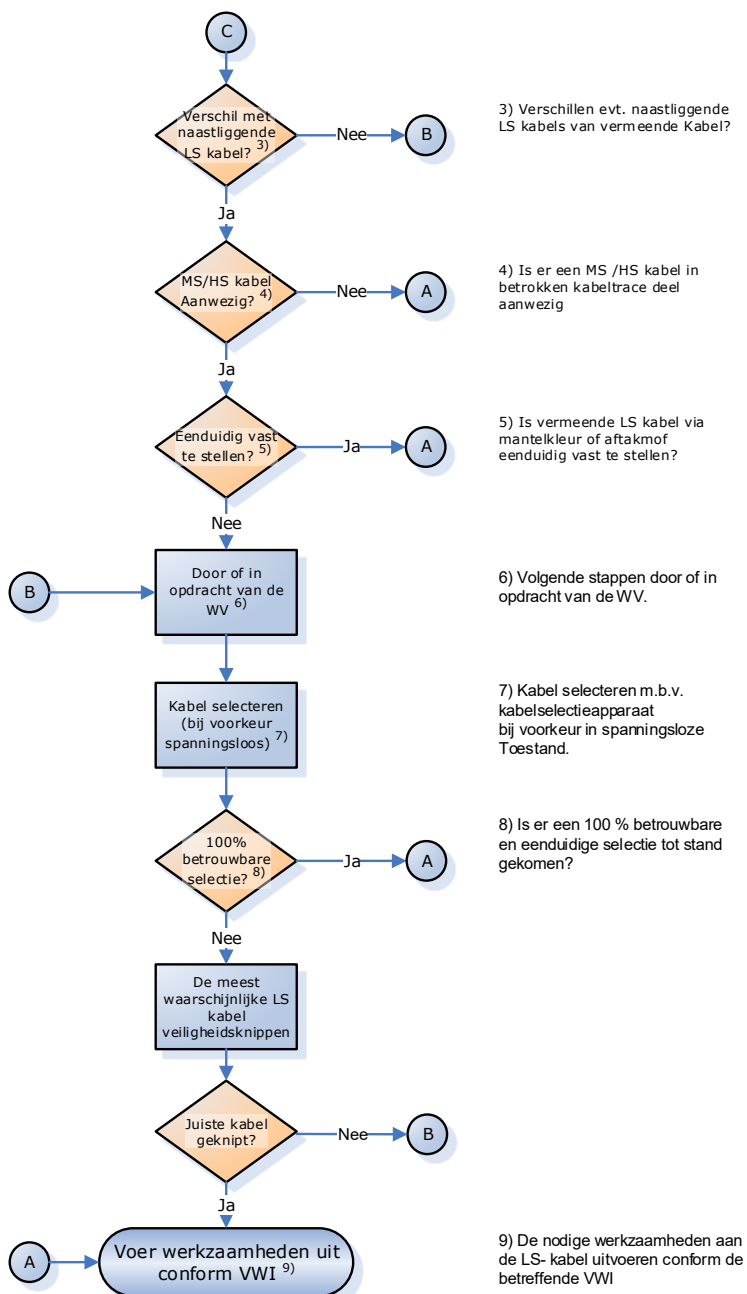 C
Verschil met
naastliggende
LS kabel? 3)
Nee
B
3) Verschillen evt. naastliggende
LS kabels van vermeende Kabel?
Ja
MS/HS kabel
Aanwezig? 4)
Nee
A
4) Is er een MS /HS kabel in
betrokken kabeltrace deel
aanwezig
Ja
Eenduidig vast
te stellen? 5)
Ja
A
5) Is vermeende LS kabel via
mantelkleur of aftakmof
eenduidig vast te stellen?
Nee
B
Door of in
opdracht van de
WV 6)
6) Volgende stappen door of in
opdracht van de WV.
Kabel selecteren
(bij voorkeur
spanningsloos) 7)
7) Kabel selecteren m.b.v.
kabelselectieapparaat
bij voorkeur in spanningsloze
Toestand.
100%
betrouwbare
selectie? 8)
Ja
A
8) Is er een 100 % betrouwbare
en eenduidige selectie tot stand
gekomen?
Nee
De meest
waarschijnlijke LS
kabel
veiligheidsknippen
Juiste kabel
geknipt?
Nee
B
Ja
A
Voer werkzaamheden uit
conform VWI 9)
9) De nodige werkzaamheden aan
de LS- kabel uitvoeren conform de
betreffende VWI